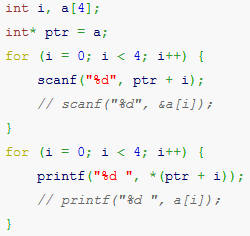 int i, a[4];
int* ptr = a;
for (i = 0; i < 4; i++) {
    scanf("%d", ptr + i);
    // scanf("%d", &a[i]);
}
for (i = 0; i < 4; i++) {
    printf("%d ", *(ptr + i));
    // printf("%d ", a[i]);
}